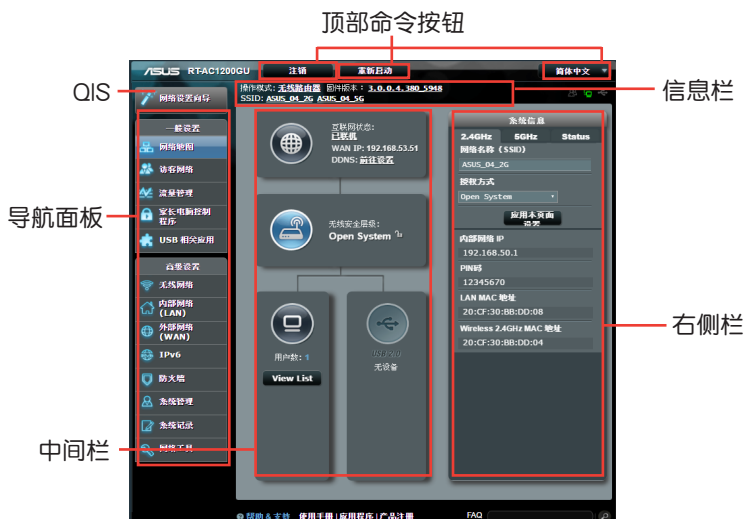 顶部命令按钮
QIS
信息栏
导航面板
右侧栏
中间栏
ASUS RT-AC1200GU
注销
重新启动
简体中文
操作模式: 无线路由器 固件版本: 3.0.0.4.380_5948
SSID: ASUS_04_2G ASUS_04_5G
网络设置向导
一般设置
网络地图
访客网络
流量管理
家长电脑控制
程序
USB 相关应用
高级设置
无线网络
内部网络
(LAN)
外部网络
(WAN)
IPv6
防火墙
系统管理
系统记录
网络工具
互联网状态:
已联机
WAN IP: 192.168.53.51
DDNS: 前往设置
无线安全层级:
Open System
用户数: 1
View List
USB 2.0
无设备
系统信息
2.4GHz 5GHz Status
网络名称 (SSID)
ASUS_04_2G
授权方式
Open System
应用本页面
设置
内部网络 IP
192.168.50.1
PIN码
12345670
LAN MAC 地址
20:CF:30:BB:DD:08
Wireless 2.4GHz MAC 地址
20:CF:30:BB:DD:04
帮助 & 支持 使用手册 | 应用程序 | 产品注册 FAQ